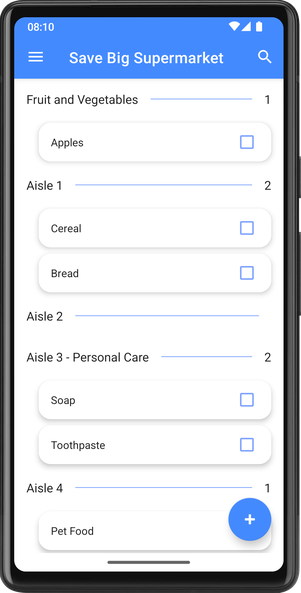 08:10
Save Big Supermarket
Fruit and Vegetables 1
Apples
Aisle 1 2
Cereal
Bread
Aisle 2
Aisle 3 - Personal Care 2
Soap
Toothpaste
Aisle 4 1
Pet Food
+